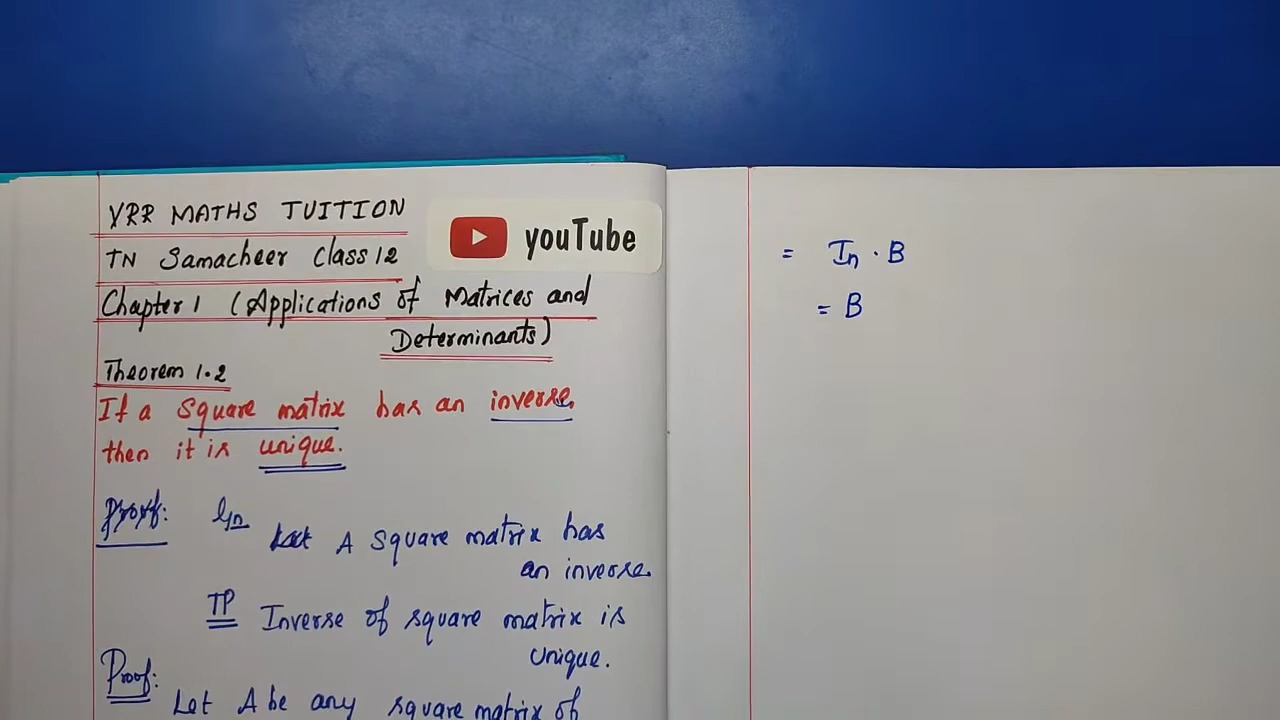 YRR MATHS TUITION
youTube
TN Samacheer Class 12
Chapter 1 (Applications of Matrices and
Determinants)
Theorem 1.2
If a square matrix has an inverse,
then it is unique.
Proof: Gn
A square matrix has
an inverse.
TP Inverse of square matrix is
unique.
Proof:
Let A be any square matrix of
= In . B
= B